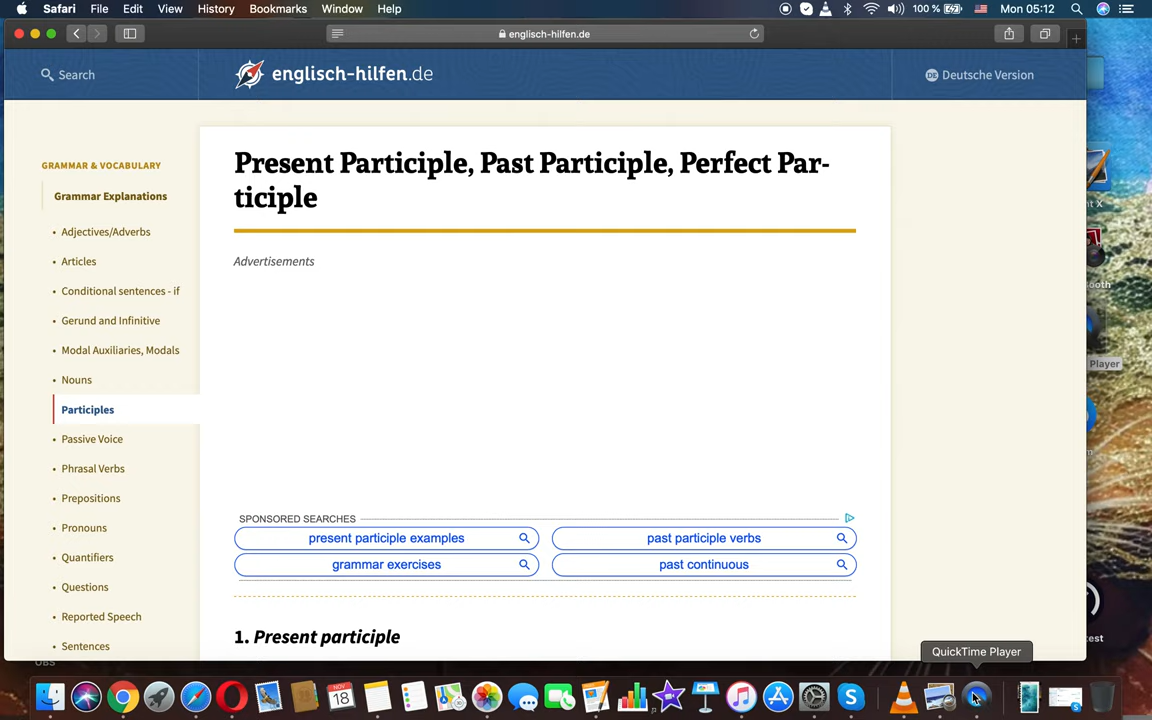 Safari File Edit View History Bookmarks Window Help
100 % Mon 05:12
englisch-hilfen.de
Search
englisch-hilfen.de
DE Deutsche Version
GRAMMAR & VOCABULARY
Grammar Explanations
Adjectives/Adverbs
Articles
Conditional sentences - if
Gerund and Infinitive
Modal Auxiliaries, Modals
Nouns
Participles
Passive Voice
Phrasal Verbs
Prepositions
Pronouns
Quantifiers
Questions
Reported Speech
Sentences
Present Participle, Past Participle, Perfect Par-
ticiple
Advertisements
SPONSORED SEARCHES
present participle examples
past participle verbs
grammar exercises
past continuous
1. Present participle
Player
QuickTime Player
OBS
NOV
18